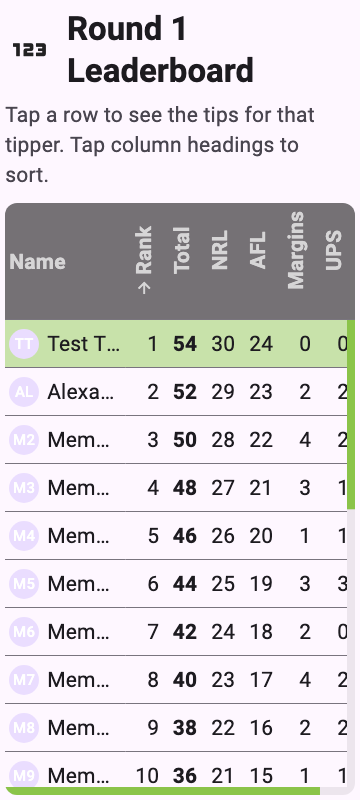 123
Round 1
Leaderboard
Tap a row to see the tips for that
tipper. Tap column headings to
sort.
Name ↑ Rank Total NRL AFL Margins UPS
TT Test T... 1 54 30 24 0 0
AL Alexa... 2 52 29 23 2 2
M2 Mem... 3 50 28 22 4 2
M3 Mem... 4 48 27 21 3 1
M4 Mem... 5 46 26 20 1 1
M5 Mem... 6 44 25 19 3 3
M6 Mem... 7 42 24 18 2 0
M7 Mem... 8 40 23 17 4 2
M8 Mem... 9 38 22 16 2 2
M9 Mem... 10 36 21 15 1 1